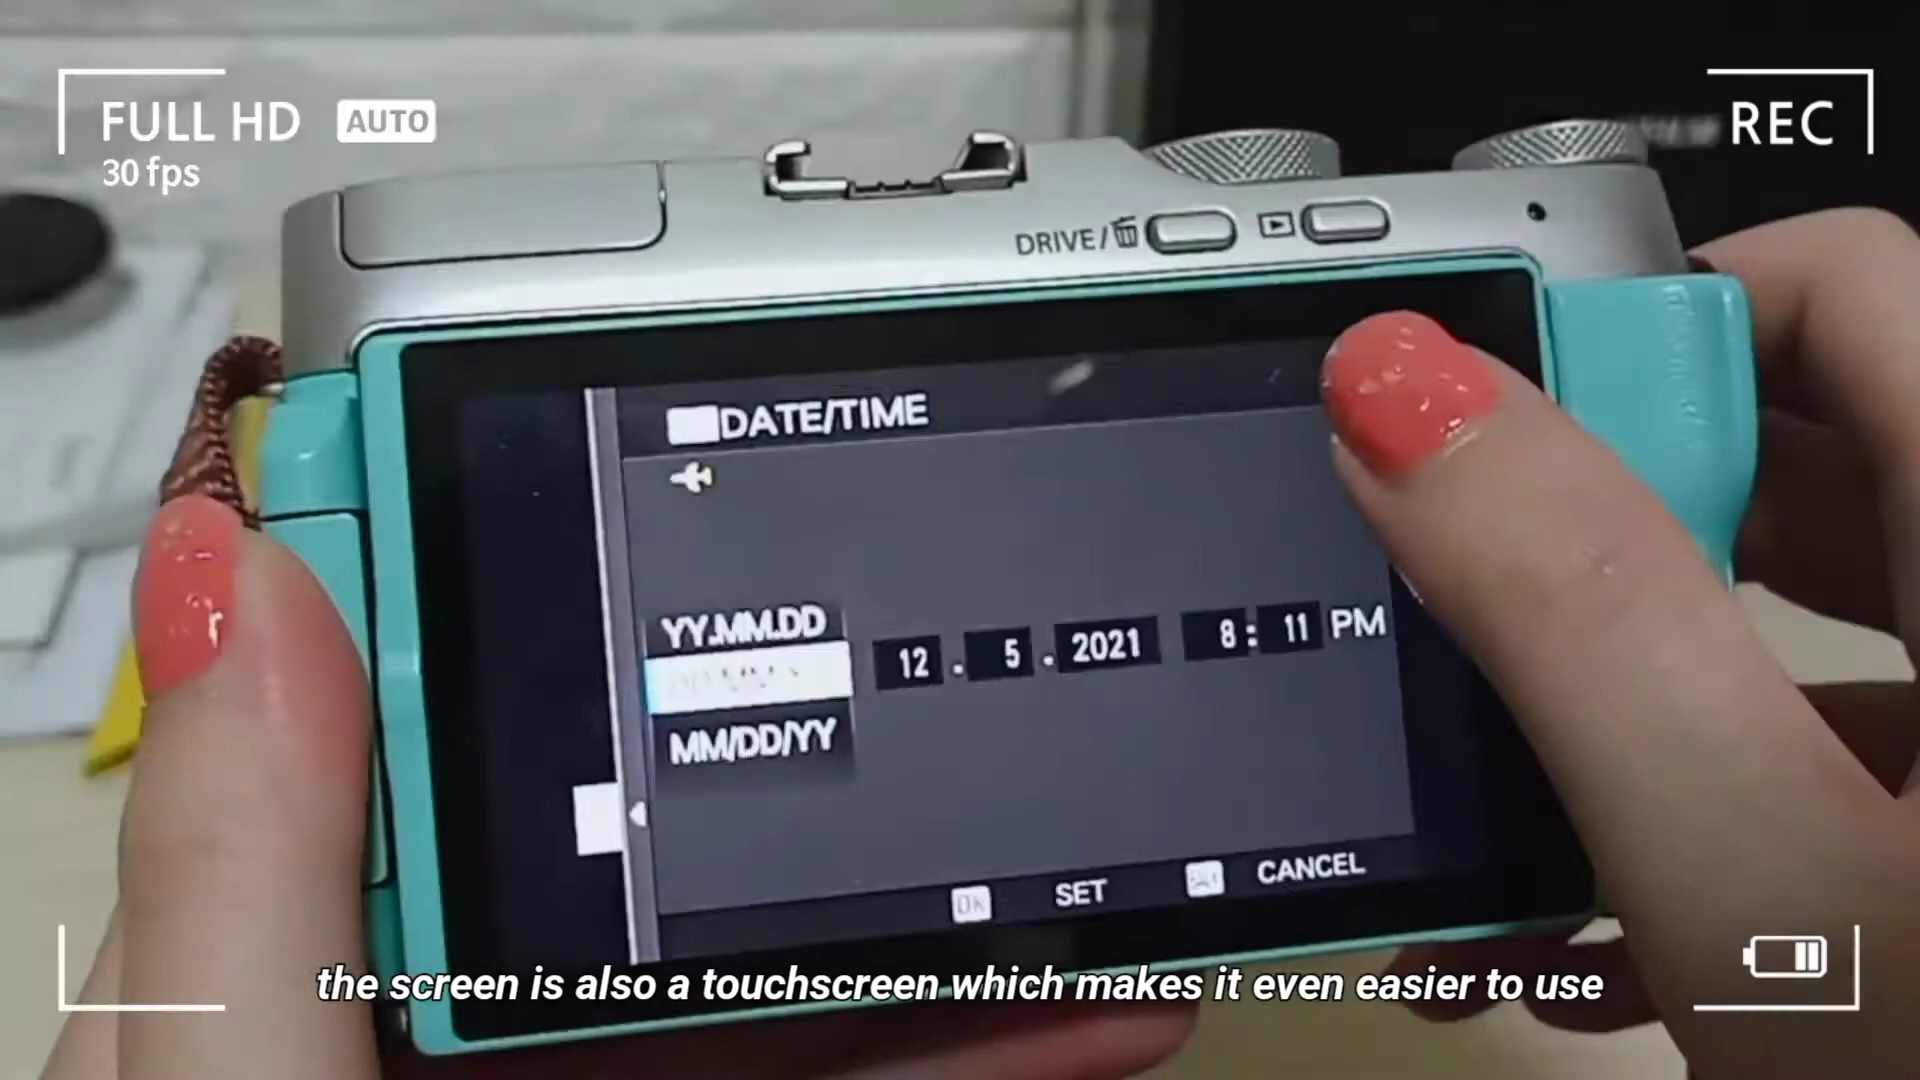 FULL HD AUTO
30 fps
REC
DRIVE/
DATE/TIME
YY.MM.DD
12 . 5 . 2021 8 : 11 PM
MM/DD/YY
OK SET CANCEL
the screen is also a touchscreen which makes it even easier to use